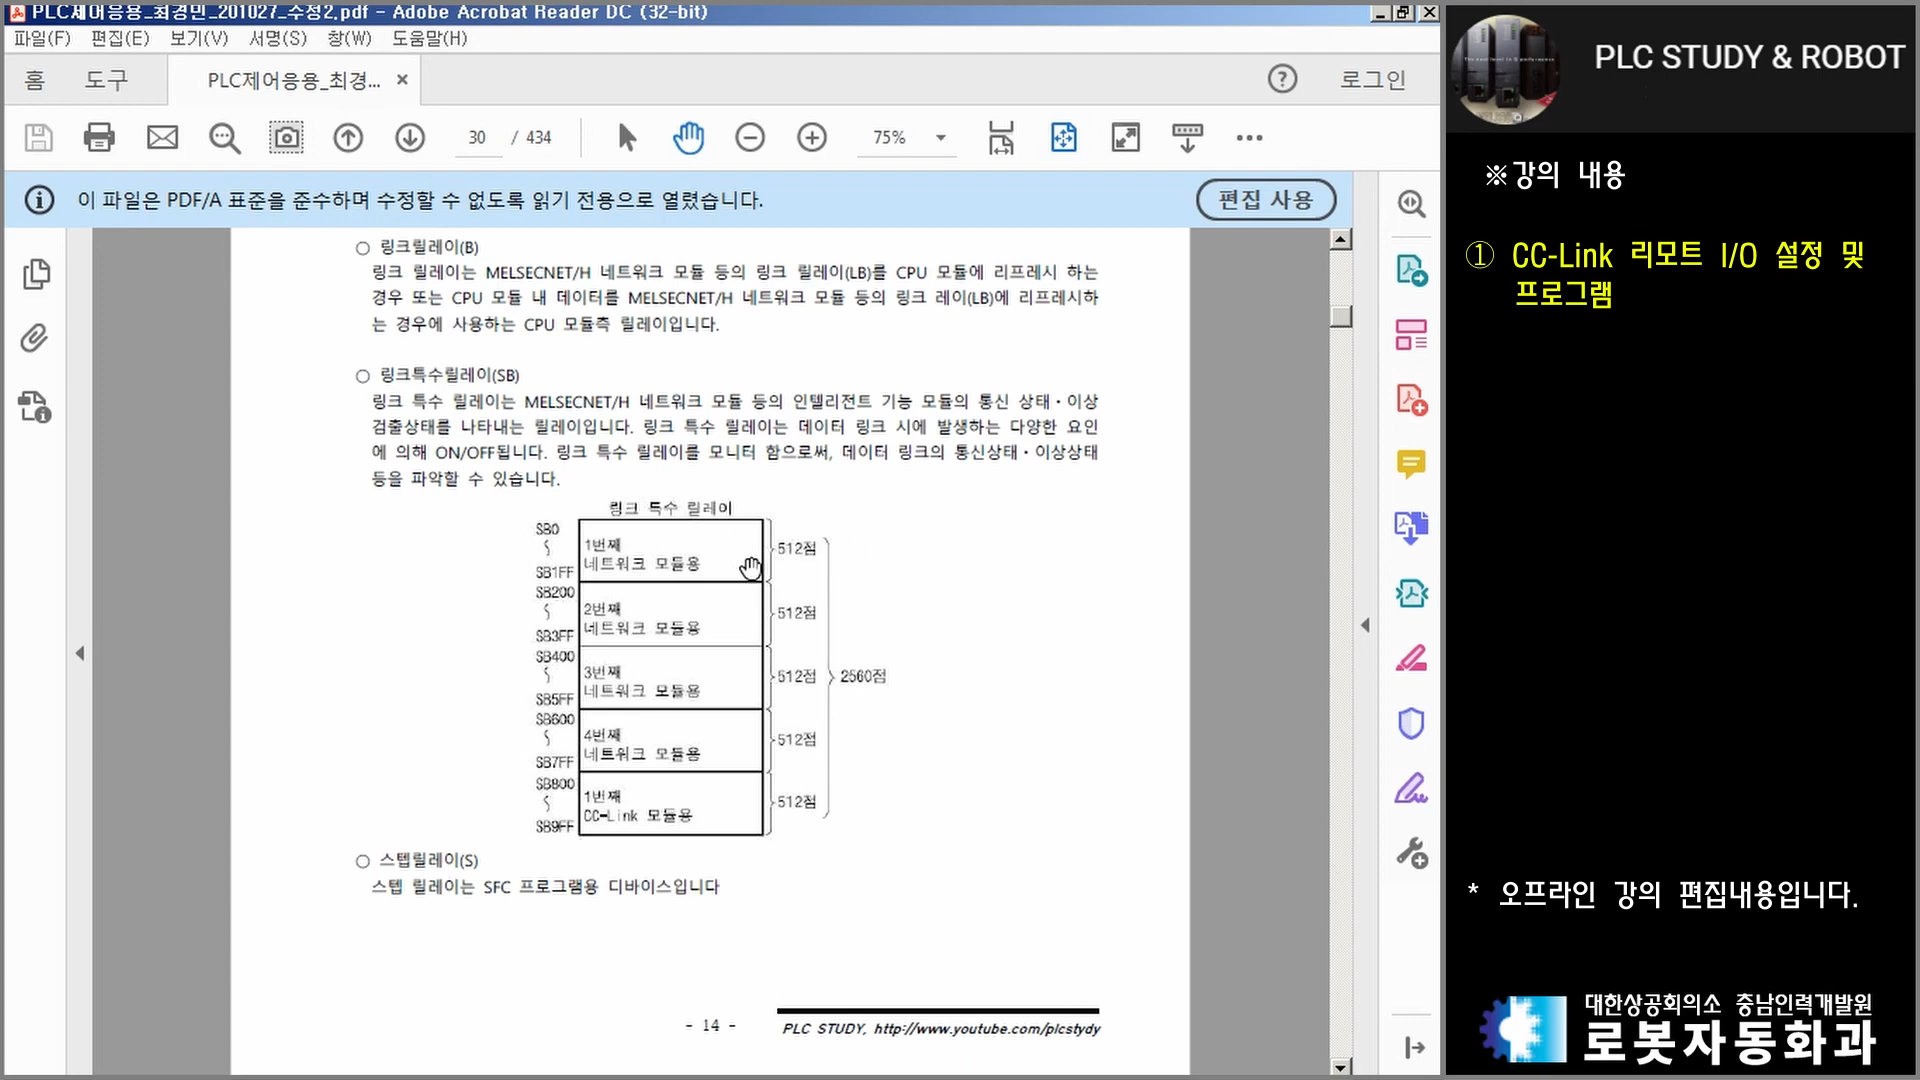 PLC제어응용_최경민_201027_수정2.pdf - Adobe Acrobat Reader DC (32-bit)
파일(F) 편집(E) 보기(V) 서명(S) 창(W) 도움말(H)
홈 도구 PLC제어응용_최경... × 로그인
30 / 434 75%
이 파일은 PDF/A 표준을 준수하며 수정할 수 없도록 읽기 전용으로 열렸습니다. 편집 사용
○ 링크릴레이(B)
링크 릴레이는 MELSECNET/H 네트워크 모듈 등의 링크 릴레이(LB)를 CPU 모듈에 리프레시 하는
경우 또는 CPU 모듈 내 데이터를 MELSECNET/H 네트워크 모듈 등의 링크 레이(LB)에 리프레시하
는 경우에 사용하는 CPU 모듈측 릴레이입니다.
○ 링크특수릴레이(SB)
링크 특수 릴레이는 MELSECNET/H 네트워크 모듈 등의 인텔리전트 기능 모듈의 통신 상태・이상
검출상태를 나타내는 릴레이입니다. 링크 특수 릴레이는 데이터 링크 시에 발생하는 다양한 요인
에 의해 ON/OFF됩니다. 링크 특수 릴레이를 모니터 함으로써, 데이터 링크의 통신상태・이상상태
등을 파악할 수 있습니다.
링크 특수 릴레이
SB0
1번째 512점
네트워크 모듈용
SB1FF
SB200
2번째 512점
네트워크 모듈용
SB3FF
SB400
3번째 512점 2560점
네트워크 모듈용
SB5FF
SB600
4번째 512점
네트워크 모듈용
SB7FF
SB800
1번째 512점
CC-Link 모듈용
SB9FF
○ 스텝릴레이(S)
스텝 릴레이는 SFC 프로그램용 디바이스입니다
- 14 - PLC STUDY, http://www.youtube.com/plcstydy
PLC STUDY & ROBOT
※강의 내용
① CC-Link 리모트 I/O 설정 및
프로그램
* 오프라인 강의 편집내용입니다.
대한상공회의소 충남인력개발원
로봇자동화과